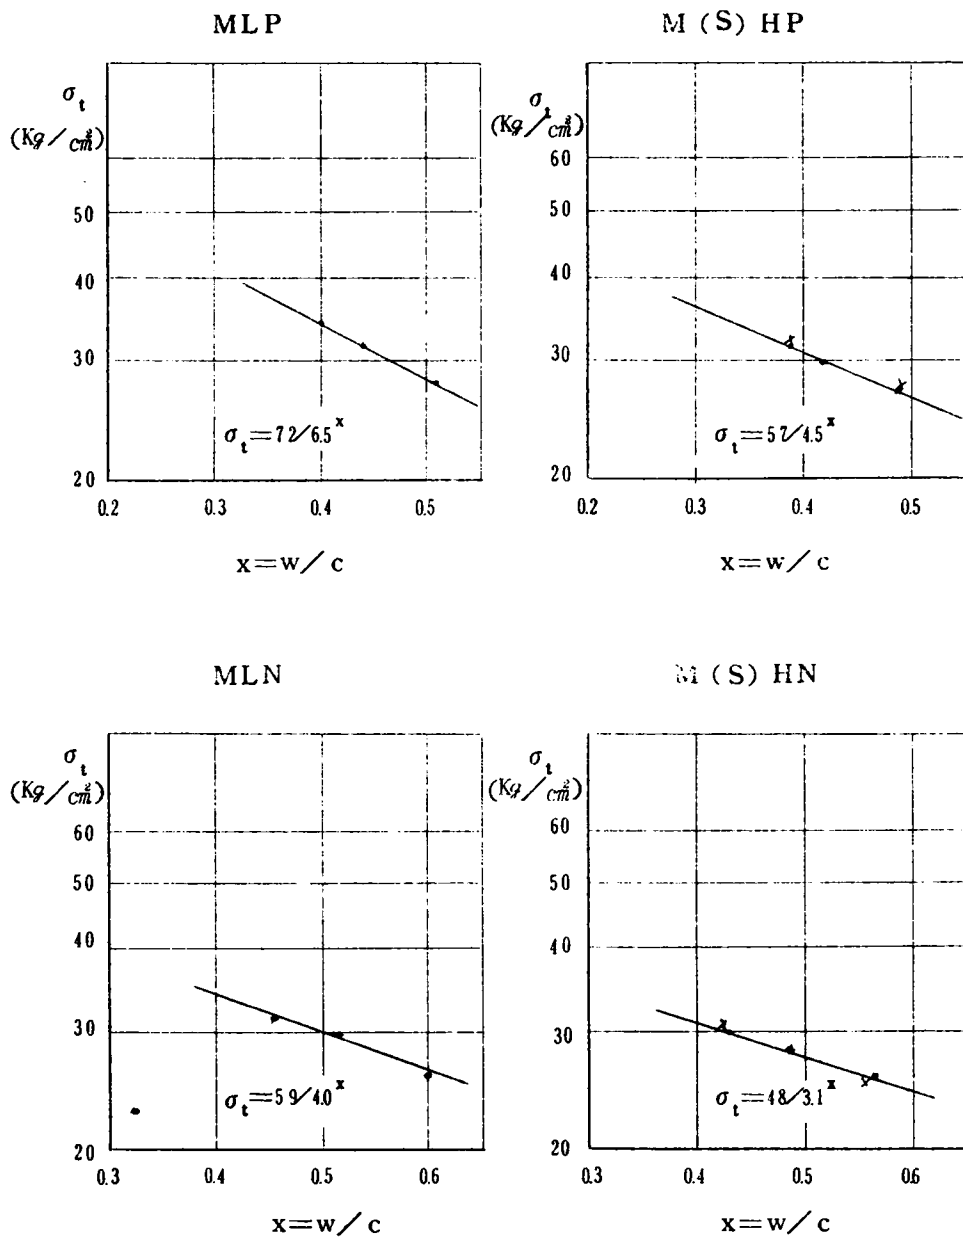 MLP
σt
(Kg/cm²)
50
40
30
20
σt=72/6.5^x
0.2 0.3 0.4 0.5
x=w/c
M (S) HP
σt
(Kg/cm²)
60
50
40
30
20
σt=57/4.5^x
0.2 0.3 0.4 0.5
x=w/c
MLN
σt
(Kg/cm²)
60
50
40
30
20
σt=59/4.0^x
0.3 0.4 0.5 0.6
x=w/c
M (S) HN
σt
(Kg/cm²)
60
50
40
30
20
σt=48/3.1^x
0.3 0.4 0.5 0.6
x=w/c